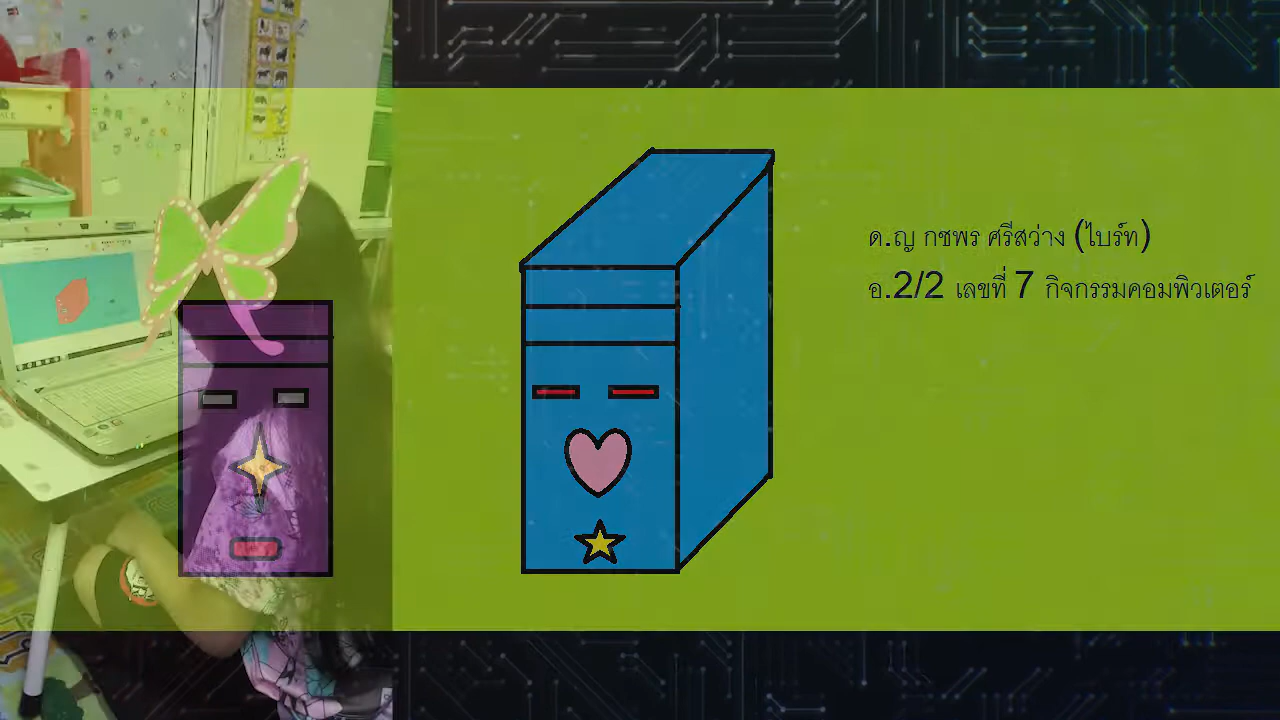 ด.ญ กชพร ศรีสว่าง (ไบร์ท)
อ.2/2 เลขที่ 7 กิจกรรมคอมพิวเตอร์